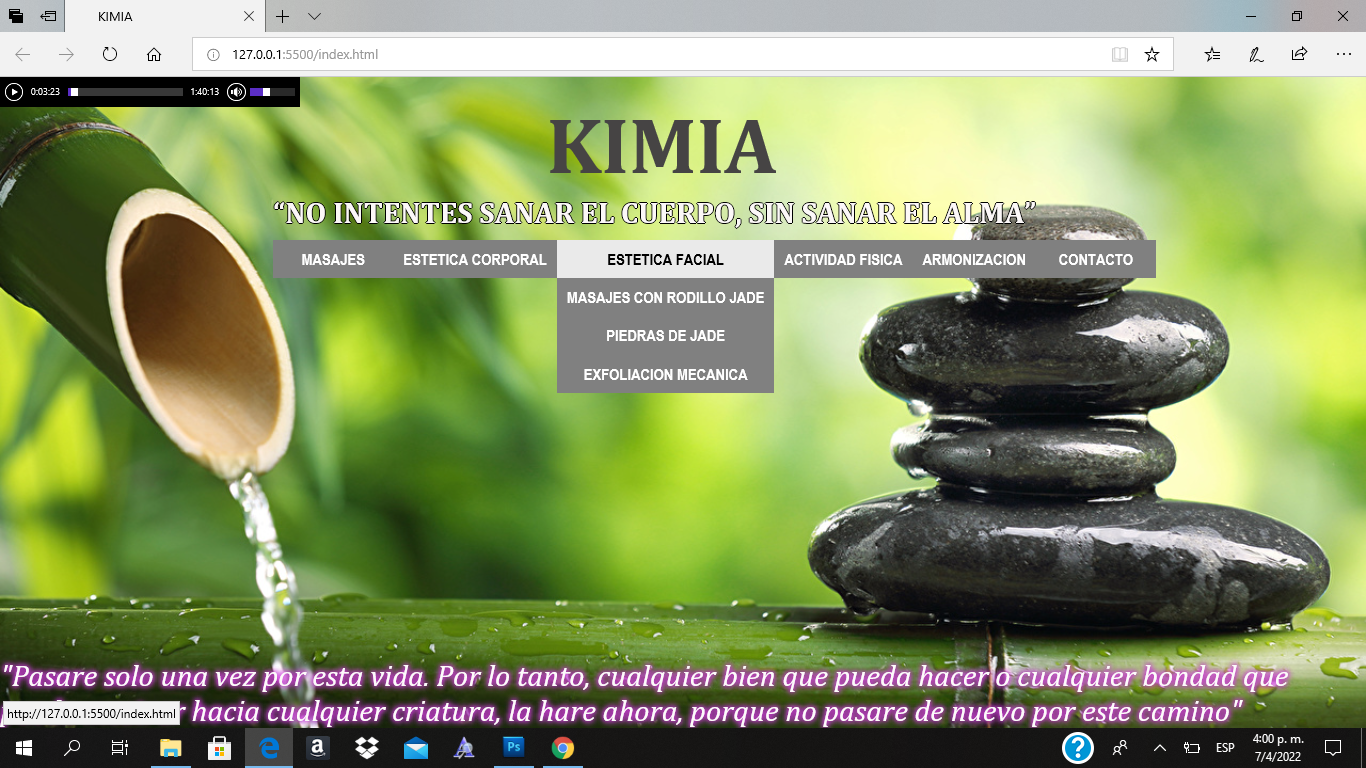 KIMIA
127.0.0.1:5500/index.html
0:03:23 1:40:13
KIMIA
“NO INTENTES SANAR EL CUERPO, SIN SANAR EL ALMA”
MASAJES ESTETICA CORPORAL ESTETICA FACIAL ACTIVIDAD FISICA ARMONIZACION CONTACTO
MASAJES CON RODILLO JADE
PIEDRAS DE JADE
EXFOLIACION MECANICA
"Pasare solo una vez por esta vida. Por lo tanto, cualquier bien que pueda hacer o cualquier bondad que
hacia cualquier criatura, la hare ahora, porque no pasare de nuevo por este camino"
http://127.0.0.1:5500/index.html
ESP
4:00 p. m.
7/4/2022